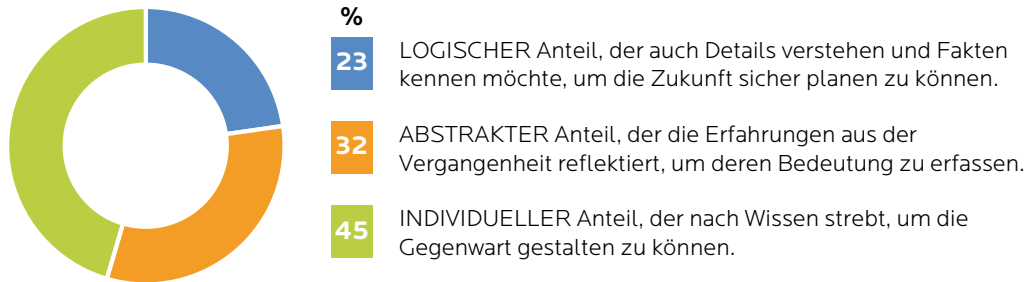 %
23
LOGISCHER Anteil, der auch Details verstehen und Fakten
kennen möchte, um die Zukunft sicher planen zu können.
32
ABSTRAKTER Anteil, der die Erfahrungen aus der
Vergangenheit reflektiert, um deren Bedeutung zu erfassen.
45
INDIVIDUELLER Anteil, der nach Wissen strebt, um die
Gegenwart gestalten zu können.